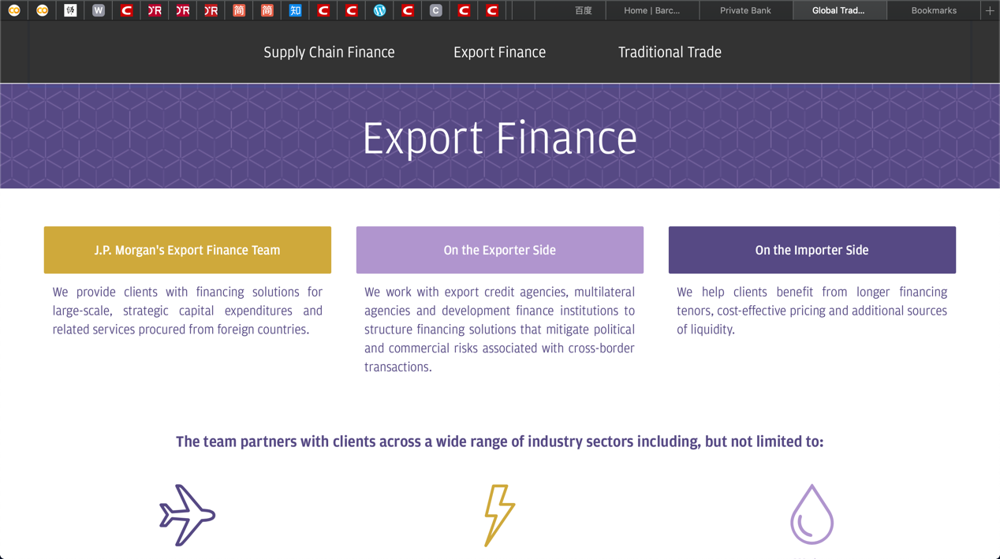 W
C
简
简
知
C
C
C
C
C
C
百度
Home | Barc...
Private Bank
Global Trad...
Bookmarks
Supply Chain Finance
Export Finance
Traditional Trade
Export Finance
J.P. Morgan's Export Finance Team
We provide clients with financing solutions for
large-scale, strategic capital expenditures and
related services procured from foreign countries.
On the Exporter Side
We work with export credit agencies, multilateral
agencies and development finance institutions to
structure financing solutions that mitigate political
and commercial risks associated with cross-border
transactions.
On the Importer Side
We help clients benefit from longer financing
tenors, cost-effective pricing and additional sources
of liquidity.
The team partners with clients across a wide range of industry sectors including, but not limited to: